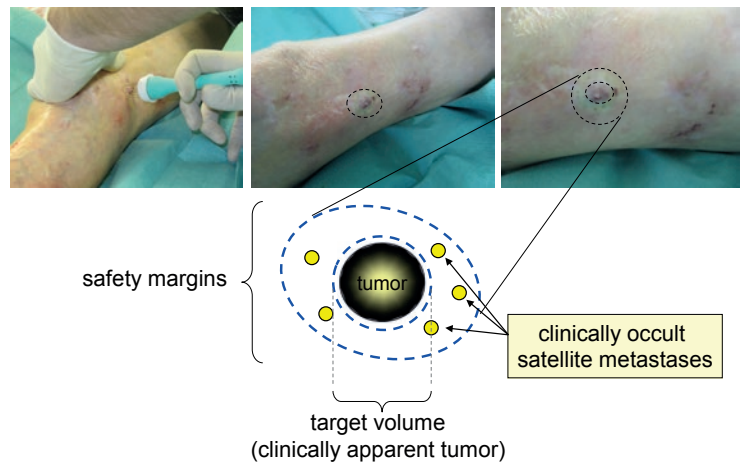 safety margins
tumor
clinically occult
satellite metastases
target volume
(clinically apparent tumor)